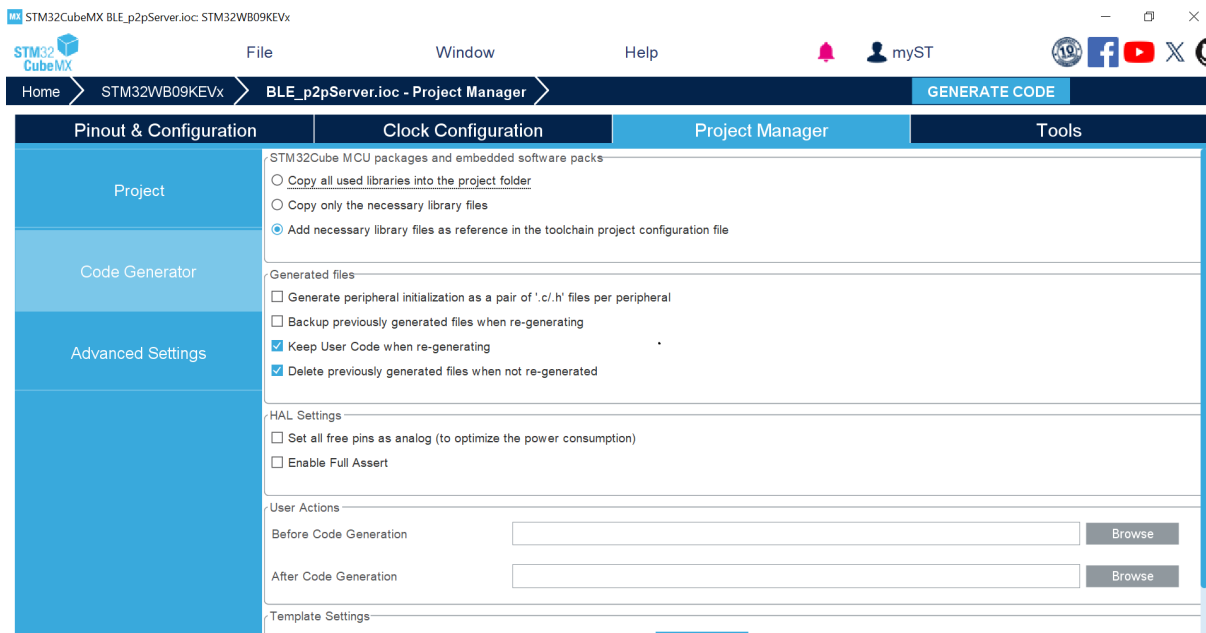 MX STM32CubeMX BLE_p2pServer.ioc: STM32WB09KEVx
STM32 CubeMX File Window Help myST 10
Home STM32WB09KEVx BLE_p2pServer.ioc - Project Manager GENERATE CODE
Pinout & Configuration Clock Configuration Project Manager Tools
Project
Code Generator
Advanced Settings
STM32Cube MCU packages and embedded software packs
Copy all used libraries into the project folder
Copy only the necessary library files
Add necessary library files as reference in the toolchain project configuration file
Generated files
Generate peripheral initialization as a pair of '.c/.h' files per peripheral
Backup previously generated files when re-generating
Keep User Code when re-generating
Delete previously generated files when not re-generated
HAL Settings
Set all free pins as analog (to optimize the power consumption)
Enable Full Assert
User Actions
Before Code Generation Browse
After Code Generation Browse
Template Settings